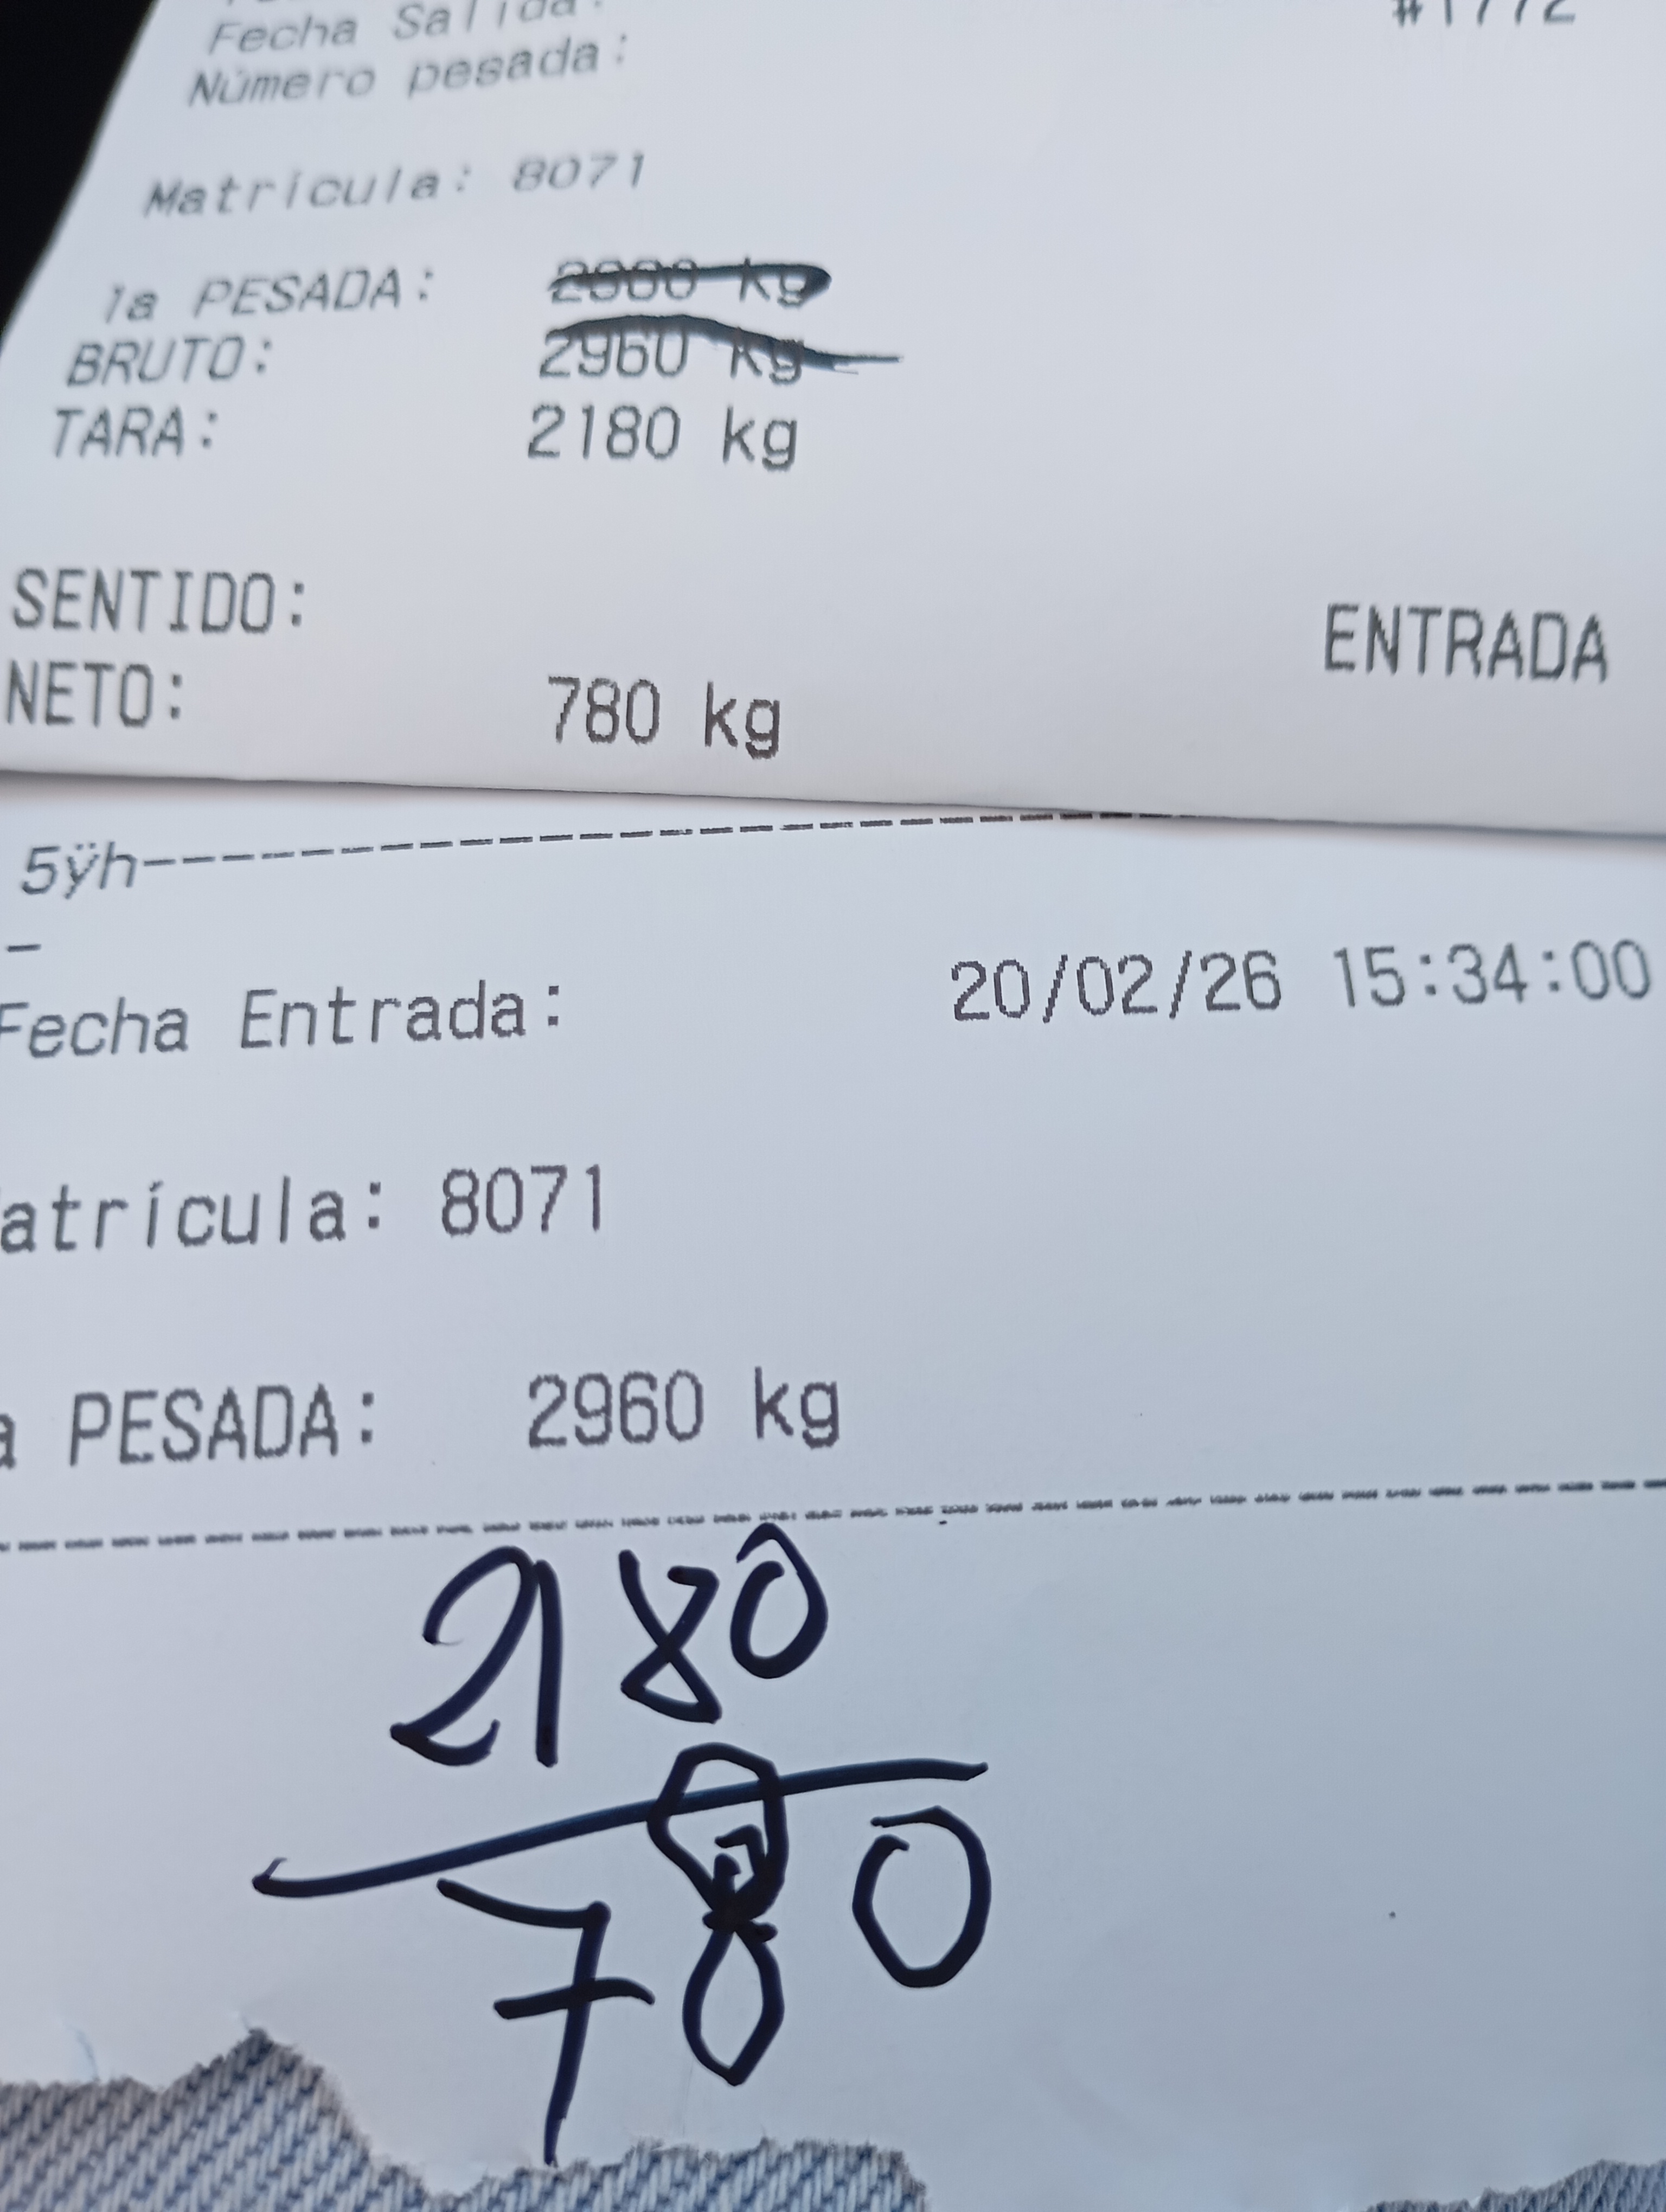 Fecha Salida:
Número pesada: #1772
Matrícula: 8071
1a PESADA: kg
BRUTO: 2960 kg
TARA: 2180 kg
SENTIDO: ENTRADA
NETO: 780 kg
5ÿh--------------------
-
Fecha Entrada: 20/02/26 15:34:00
atrícula: 8071
a PESADA: 2960 kg
2180
780